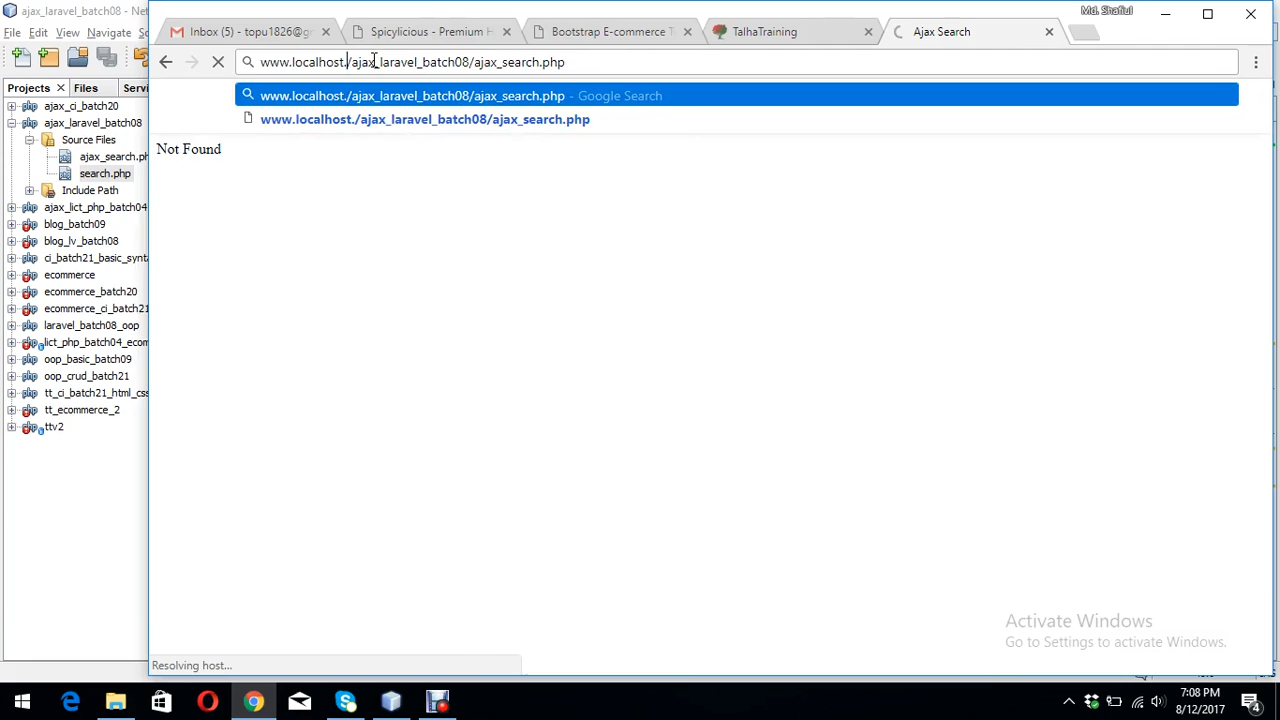 ajax_laravel_batch08 - Net
Md. Shafiul
File Edit View Navigate
Inbox (5) - topu1826@g
Spicylicious - Premium H
Bootstrap E-commerce T
TalhaTraining
Ajax Search
www.localhost./ajax_laravel_batch08/ajax_search.php
www.localhost./ajax_laravel_batch08/ajax_search.php - Google Search
www.localhost./ajax_laravel_batch08/ajax_search.php
Not Found
Projects Files Servi
ajax_ci_batch20
ajax_laravel_batch08
Source Files
ajax_search.ph
search.php
Include Path
ajax_lict_php_batch04
blog_batch09
blog_lv_batch08
ci_batch21_basic_synta
ecommerce
ecommerce_batch20
ecommerce_ci_batch21
laravel_batch08_oop
lict_php_batch04_ecom
oop_basic_batch09
oop_crud_batch21
tt_ci_batch21_html_css
tt_ecommerce_2
ttv2
Activate Windows
Go to Settings to activate Windows.
Resolving host...
7:08 PM
8/12/2017
4